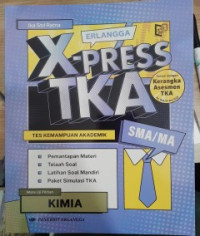 ERLANGGA
X-PRESS
TKA
Kerangka
Asesmen
TKA
TES KEMAMPUAN AKADEMIK
SMA/MA
Pemantapan Materi
Telaah Soal
Latihan Soal Mandiri
Paket Simulasi TKA
KIMIA